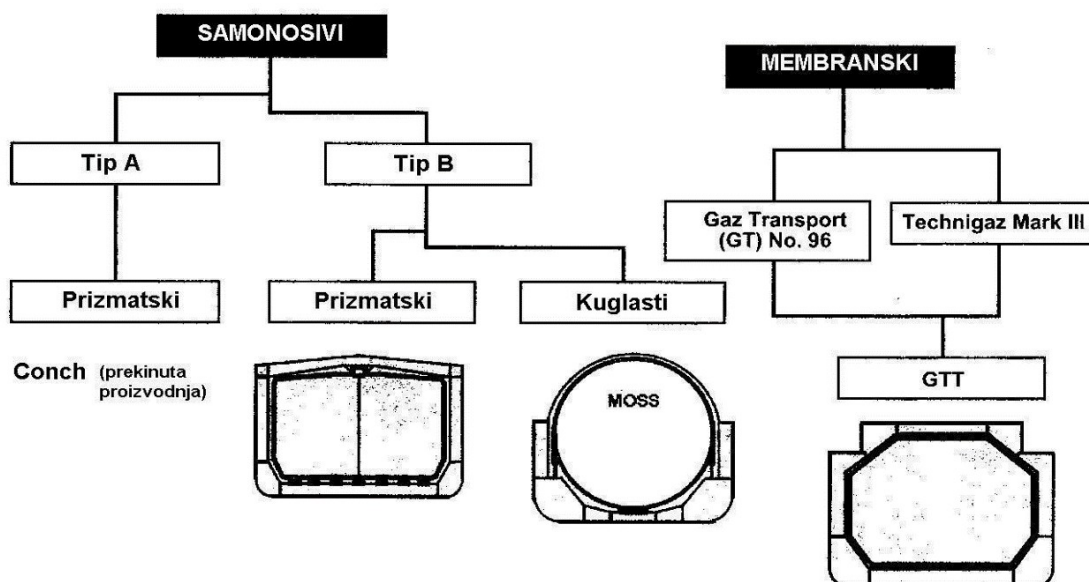 SAMONOSIVI
MEMBRANSKI
Tip A
Tip B
Gaz Transport
(GT) No. 96
Technigaz Mark III
Prizmatski
Prizmatski
Kuglasti
Conch (prekinuta
proizvodnja)
MOSS
GTT